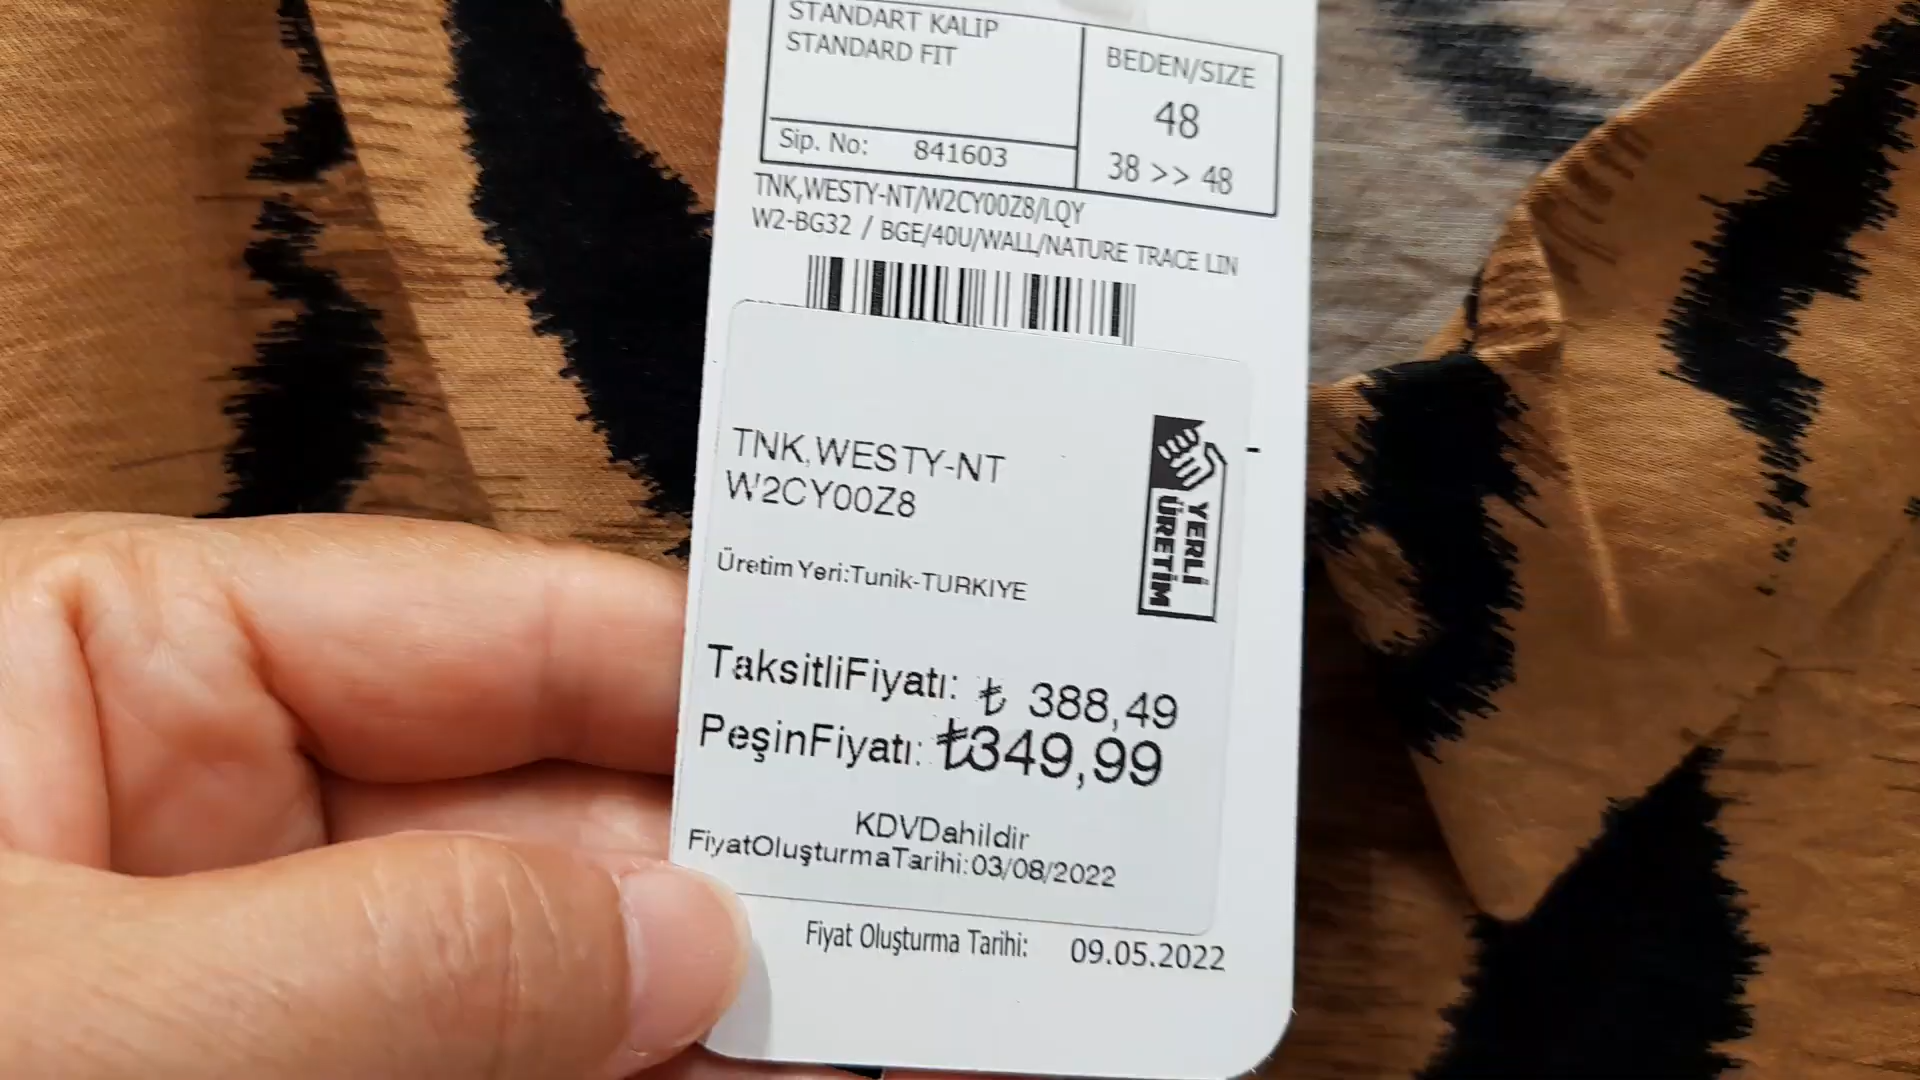 STANDART KALIP
STANDARD FIT
BEDEN/SIZE
48
38 >> 48
Sip. No: 841603
TNK,WESTY-NT/W2CY00Z8/LQY
W2-BG32 / BGE/40U/WALL/NATURE TRACE LIN
TNK,WESTY-NT
W2CY00Z8
YERLİ
ÜRETİM
Üretim Yeri:Tunik-TURKIYE
TaksitliFiyatı: ₺ 388,49
PeşinFiyatı: ₺349,99
KDVDahildir
FiyatOluşturmaTarihi:03/08/2022
Fiyat Oluşturma Tarihi: 09.05.2022